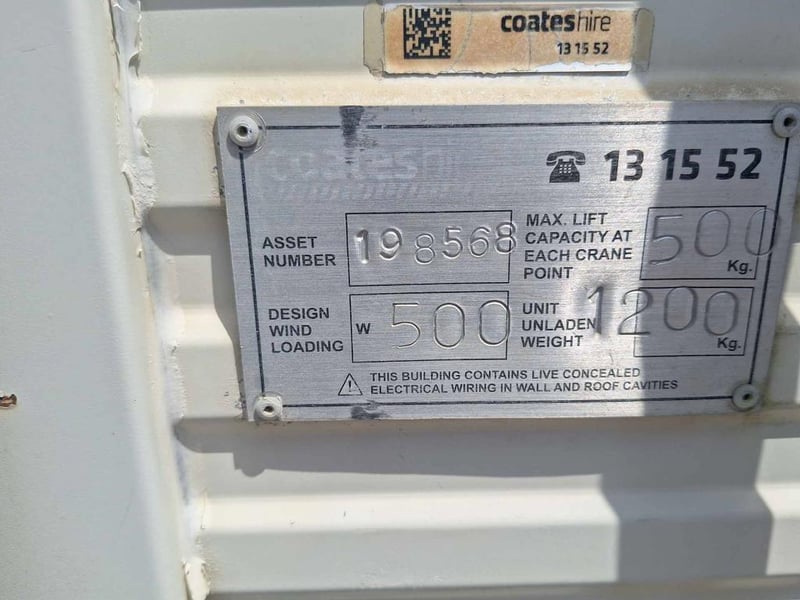 coateshire
13 15 52
coates
13 15 52
ASSET NUMBER 198568
MAX. LIFT CAPACITY AT EACH CRANE POINT 500 Kg.
DESIGN WIND LOADING W 500
UNIT UNLADEN WEIGHT 1200 Kg.
THIS BUILDING CONTAINS LIVE CONCEALED
ELECTRICAL WIRING IN WALL AND ROOF CAVITIES